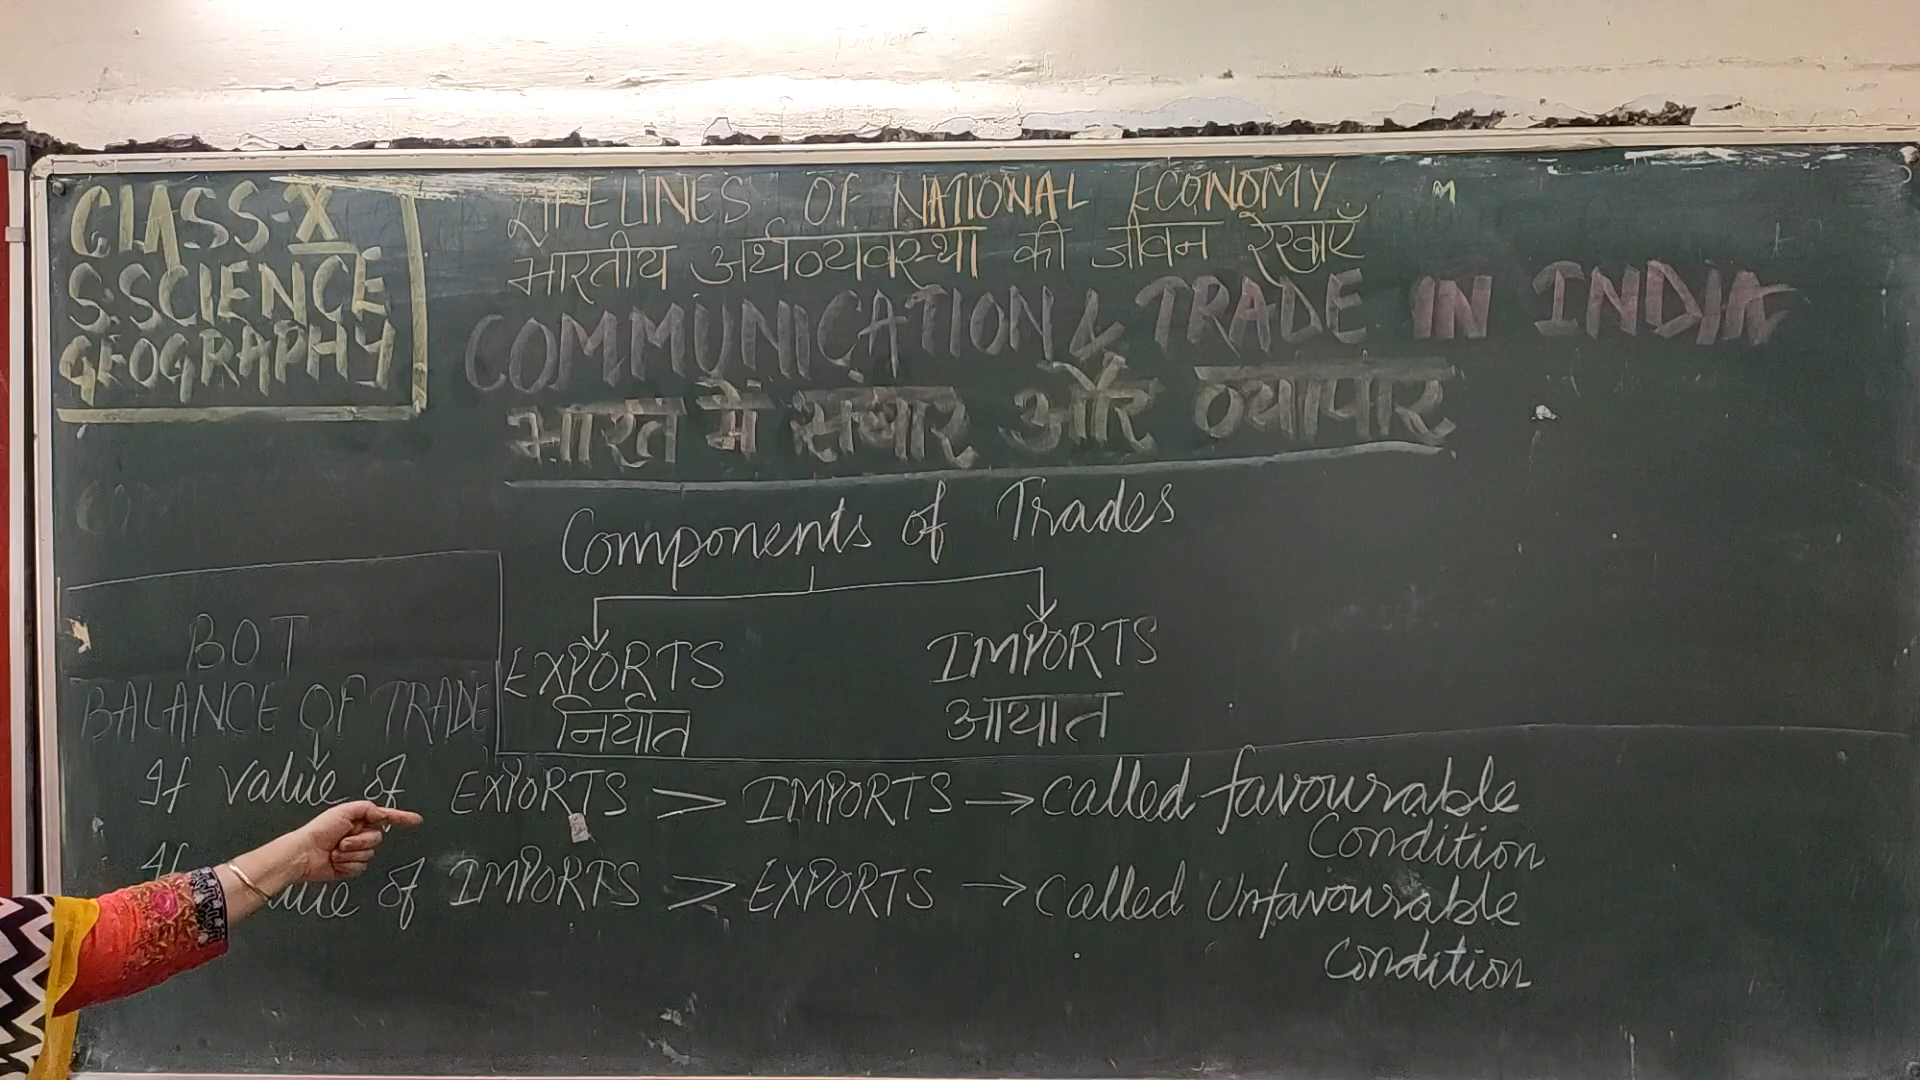 CLASS-X
S.SCIENCE
GEOGRAPHY
LIFELINES OF NATIONAL ECONOMY
भारतीय अर्थव्यवस्था की जीवन रेखाएँ
COMMUNICATION & TRADE IN INDIA
भारत में संचार और व्यापार
Components of Trades
EXPORTS
निर्यात
IMPORTS
आयात
BOT
BALANCE OF TRADE
If value of EXPORTS > IMPORTS → called favourable
Condition
If of IMPORTS > EXPORTS → called Unfavourable
Condition